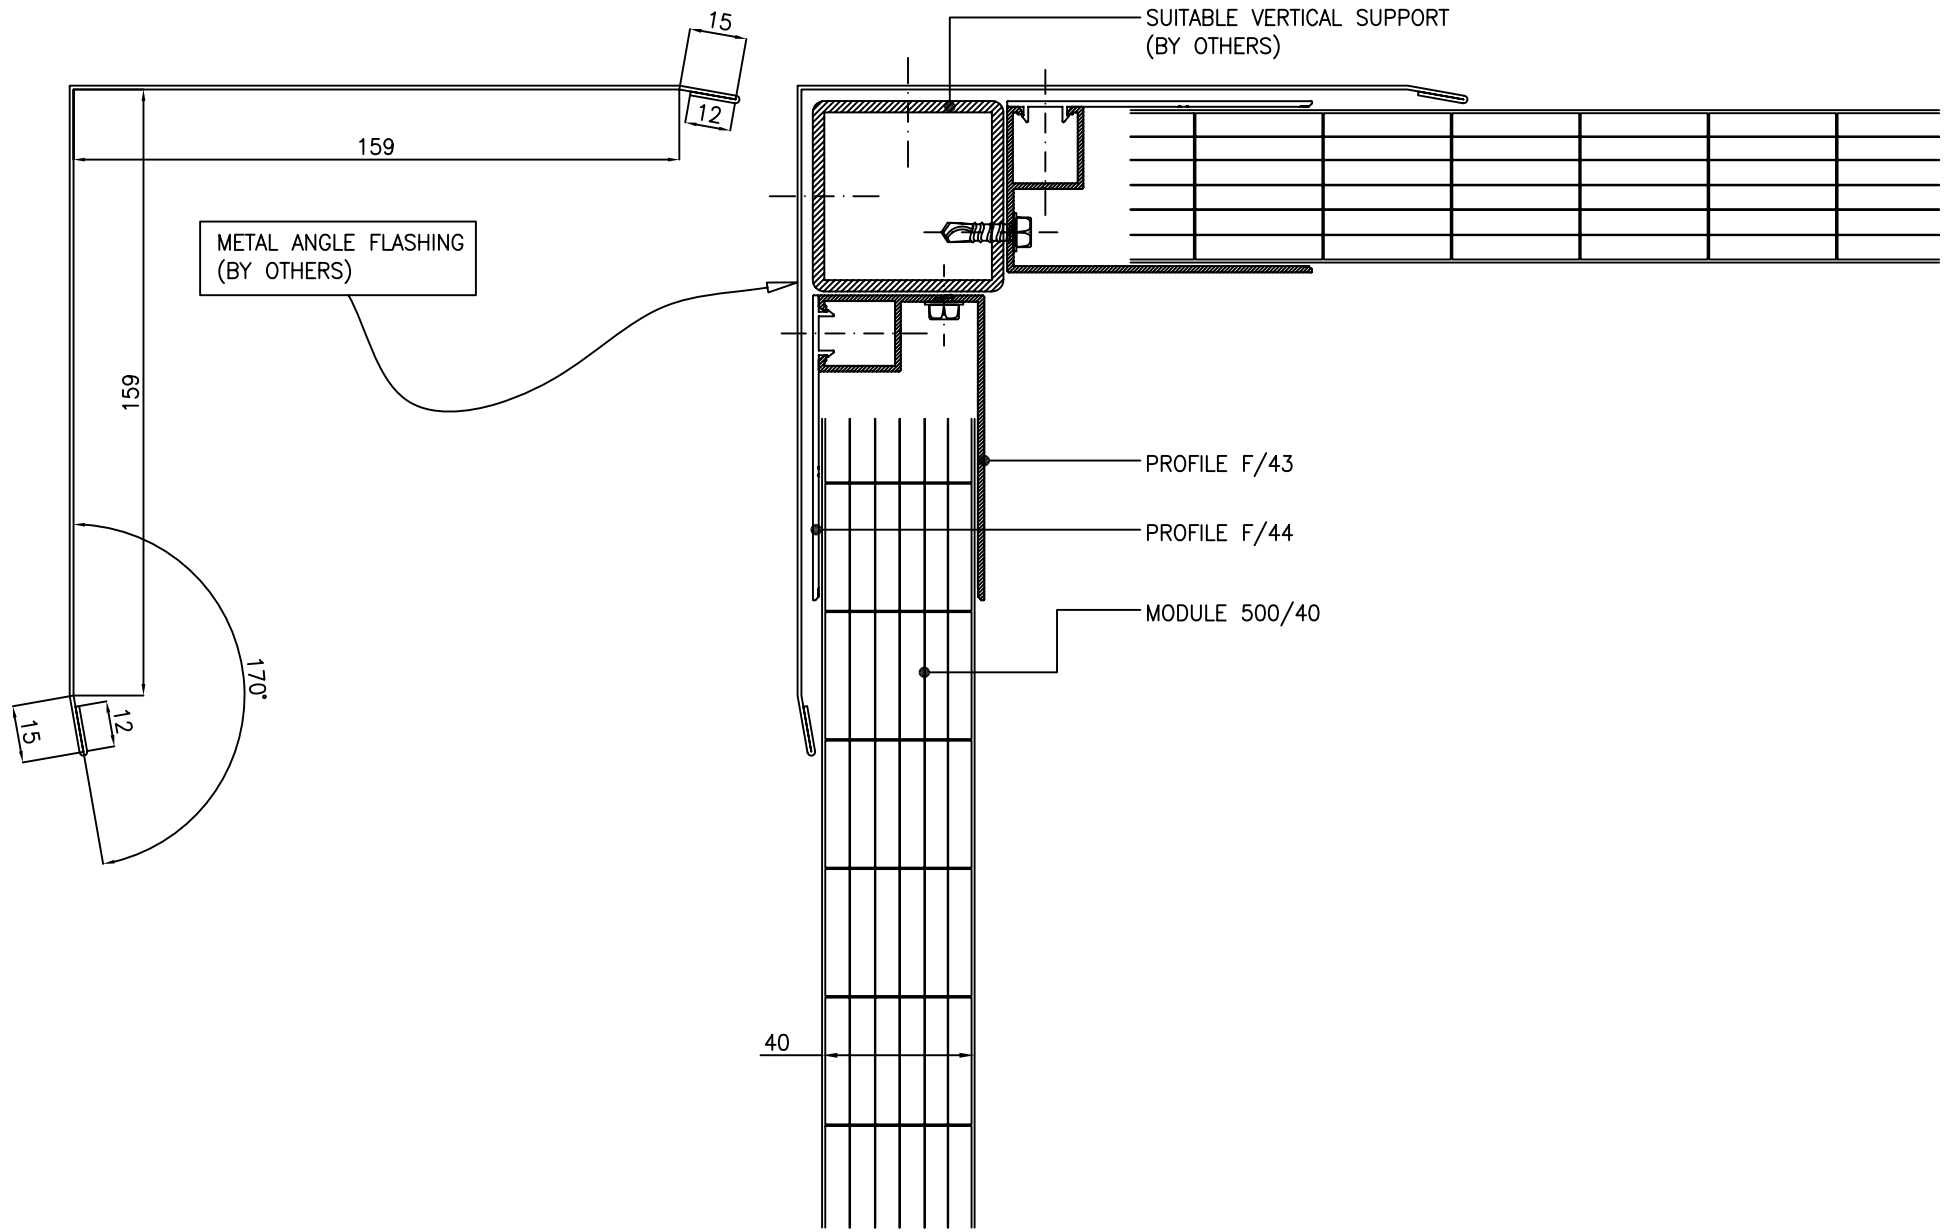 SUITABLE VERTICAL SUPPORT
(BY OTHERS)
15
12
159
METAL ANGLE FLASHING
(BY OTHERS)
159
PROFILE F/43
PROFILE F/44
MODULE 500/40
170°
12
15
40